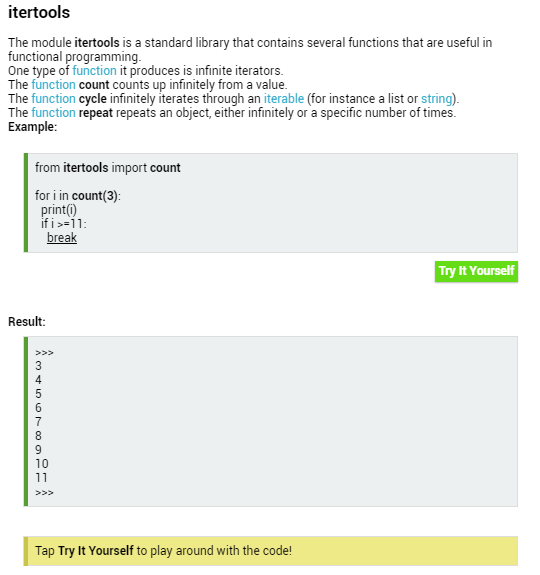 itertools
The module itertools is a standard library that contains several functions that are useful in
functional programming.
One type of function it produces is infinite iterators.
The function count counts up infinitely from a value.
The function cycle infinitely iterates through an iterable (for instance a list or string).
The function repeat repeats an object, either infinitely or a specific number of times.
Example:
from itertools import count
for i in count(3):
print(i)
if i >=11:
break
Try It Yourself
Result:
>>>
3
4
5
6
7
8
9
10
11
>>>
Tap Try It Yourself to play around with the code!